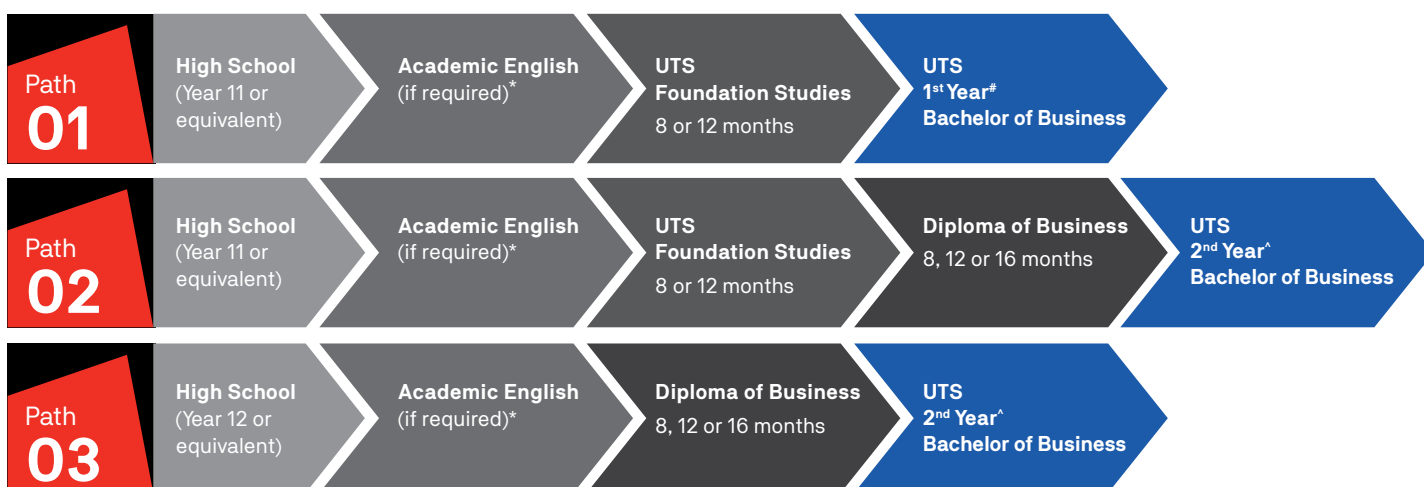 Path
01
High School
(Year 11 or
equivalent)
Academic English
(if required)*
UTS
Foundation Studies
8 or 12 months
UTS
1st Year#
Bachelor of Business
Path
02
High School
(Year 11 or
equivalent)
Academic English
(if required)*
UTS
Foundation Studies
8 or 12 months
Diploma of Business
8, 12 or 16 months
UTS
2nd Year^
Bachelor of Business
Path
03
High School
(Year 12 or
equivalent)
Academic English
(if required)*
Diploma of Business
8, 12 or 16 months
UTS
2nd Year^
Bachelor of Business